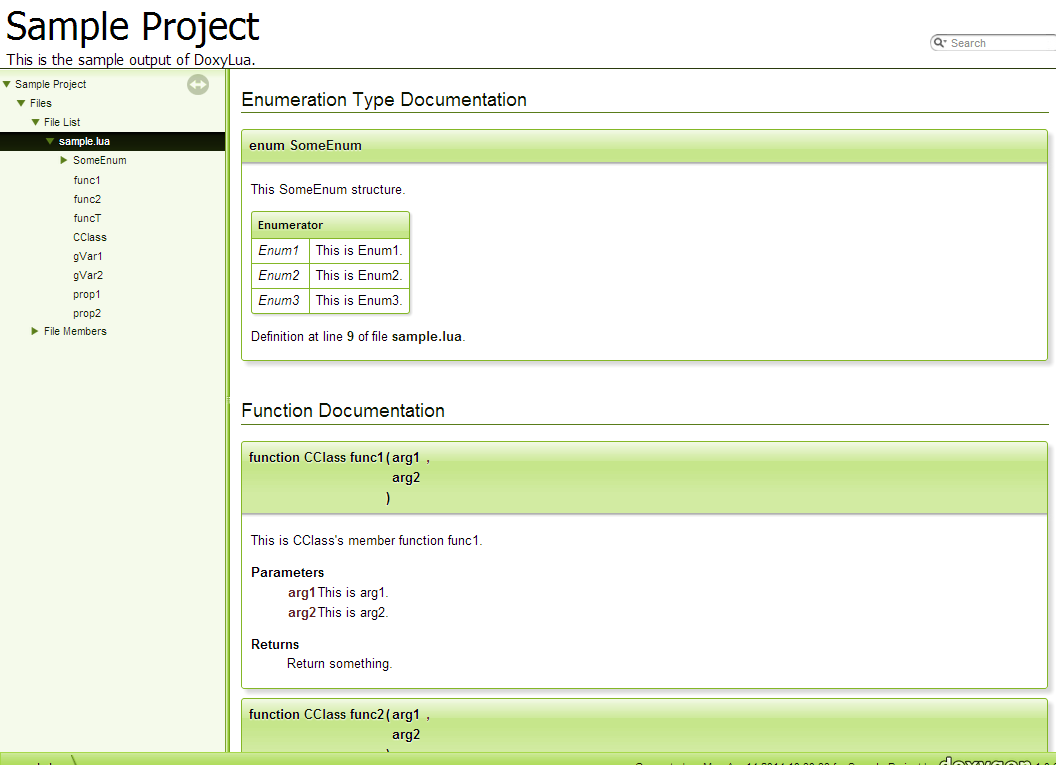 Sample Project
This is the sample output of DoxyLua.
Search
Sample Project
Files
File List
sample.lua
SomeEnum
func1
func2
funcT
CClass
gVar1
gVar2
prop1
prop2
File Members
Enumeration Type Documentation
enum SomeEnum
This SomeEnum structure.
Enumerator
Enum1 This is Enum1.
Enum2 This is Enum2.
Enum3 This is Enum3.
Definition at line 9 of file sample.lua.
Function Documentation
function CClass func1 ( arg1 ,
arg2
)
This is CClass's member function func1.
Parameters
arg1 This is arg1.
arg2 This is arg2.
Returns
Return something.
function CClass func2 ( arg1 ,
arg2
doxygen